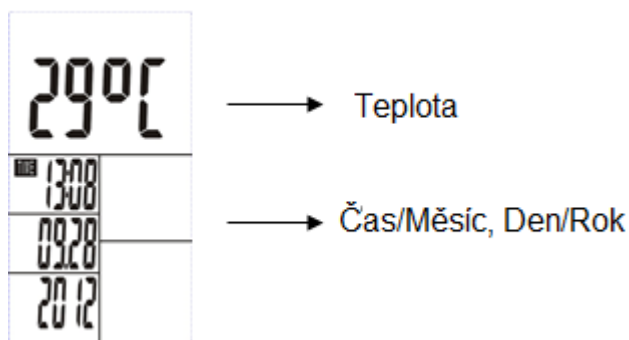 29°C
Teplota
TIME 13:08
Čas/Měsíc, Den/Rok
09.28
2012